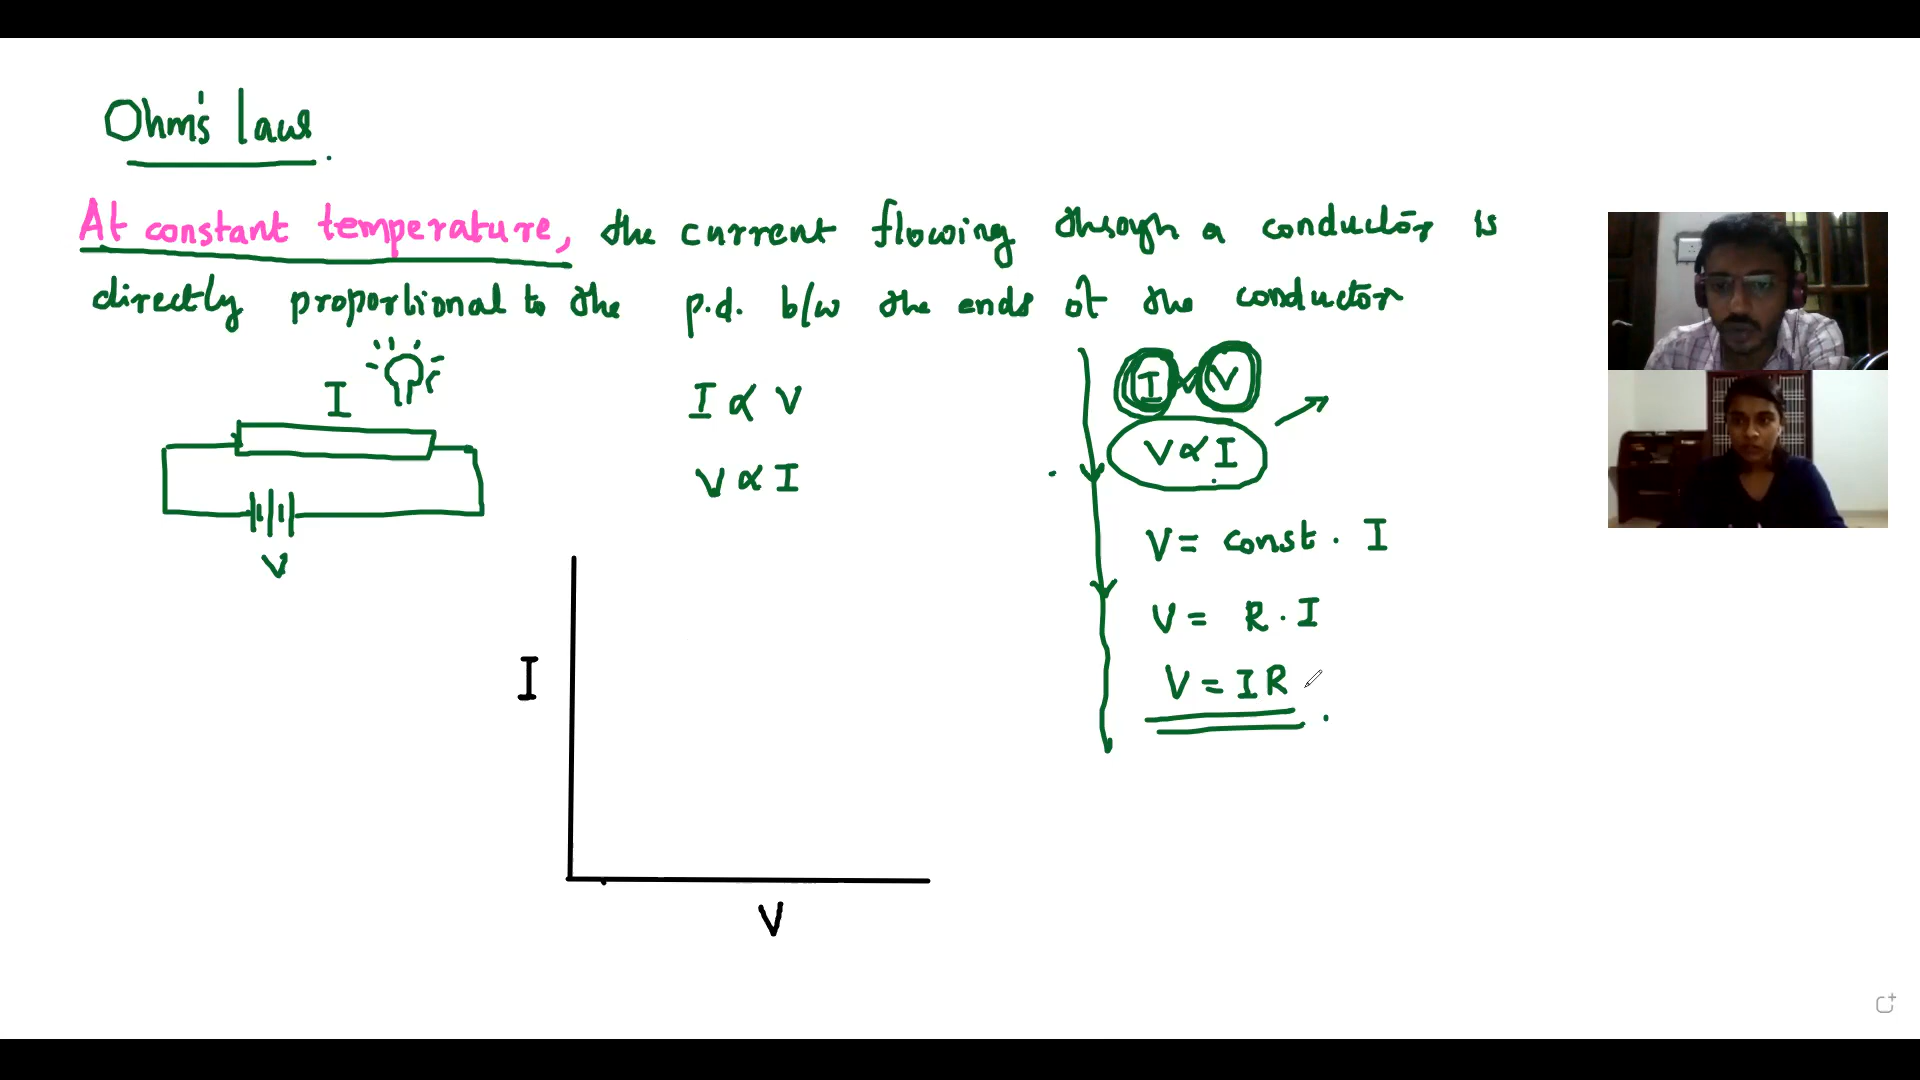 Ohm's law.
At constant temperature, the current flowing through a conductor is
directly proportional to the p.d. b/w the ends of the conductor
I
V
I ∝ V
V ∝ I
I ∝ V
V ∝ I
V = const · I
V = R · I
V = IR
I
V